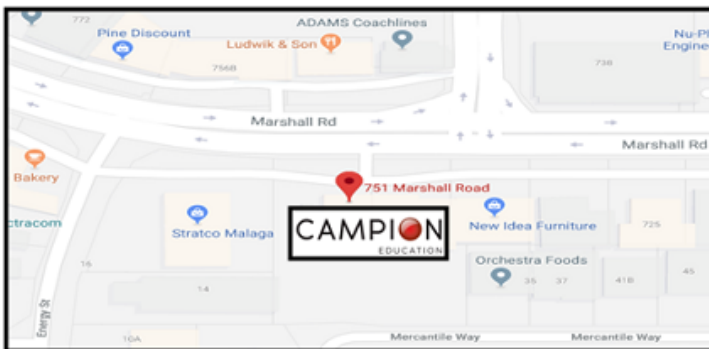 772
ADAMS Coachlines
Pine Discount
Ludwik & Son
Nu-Pl
Engine
756B
738
Marshall Rd
Marshall Rd
Bakery
751 Marshall Road
ctracom
Stratco Malaga
CAMPION
EDUCATION
New Idea Furniture
725
Orchestra Foods
16
14
35
37
41B
45
Energy St
10A
Mercantile Way
Mercantile Way